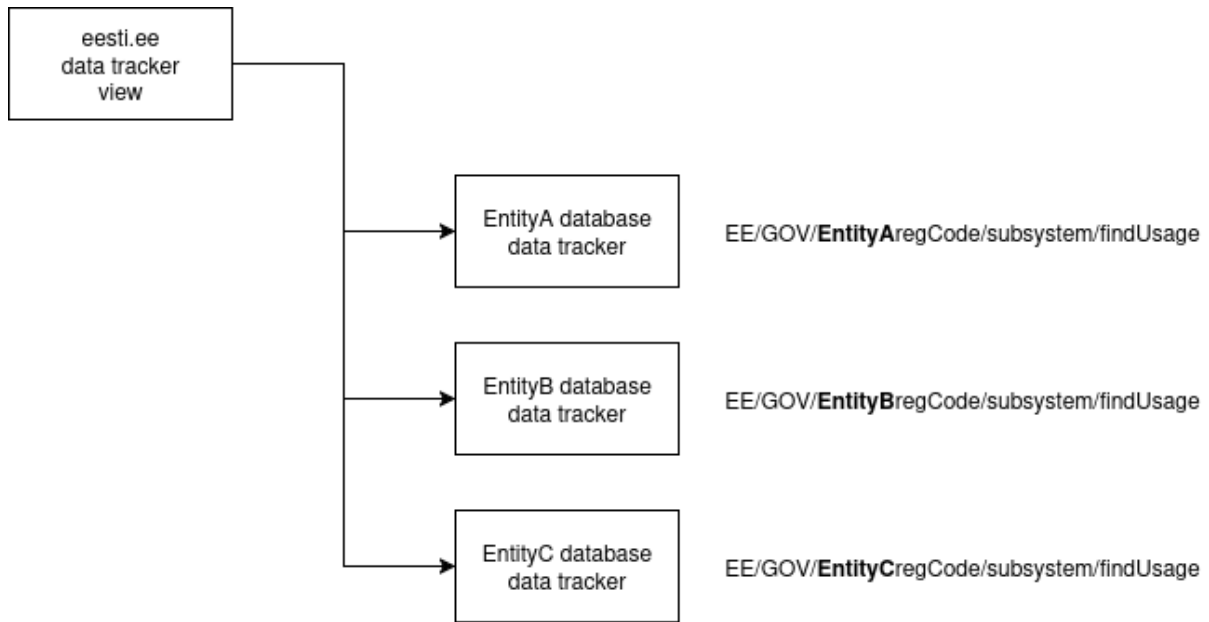 eesti.ee
data tracker
view
EntityA database
data tracker
EE/GOV/EntityAregCode/subsystem/findUsage
EntityB database
data tracker
EE/GOV/EntityBregCode/subsystem/findUsage
EntityC database
data tracker
EE/GOV/EntityCregCode/subsystem/findUsage